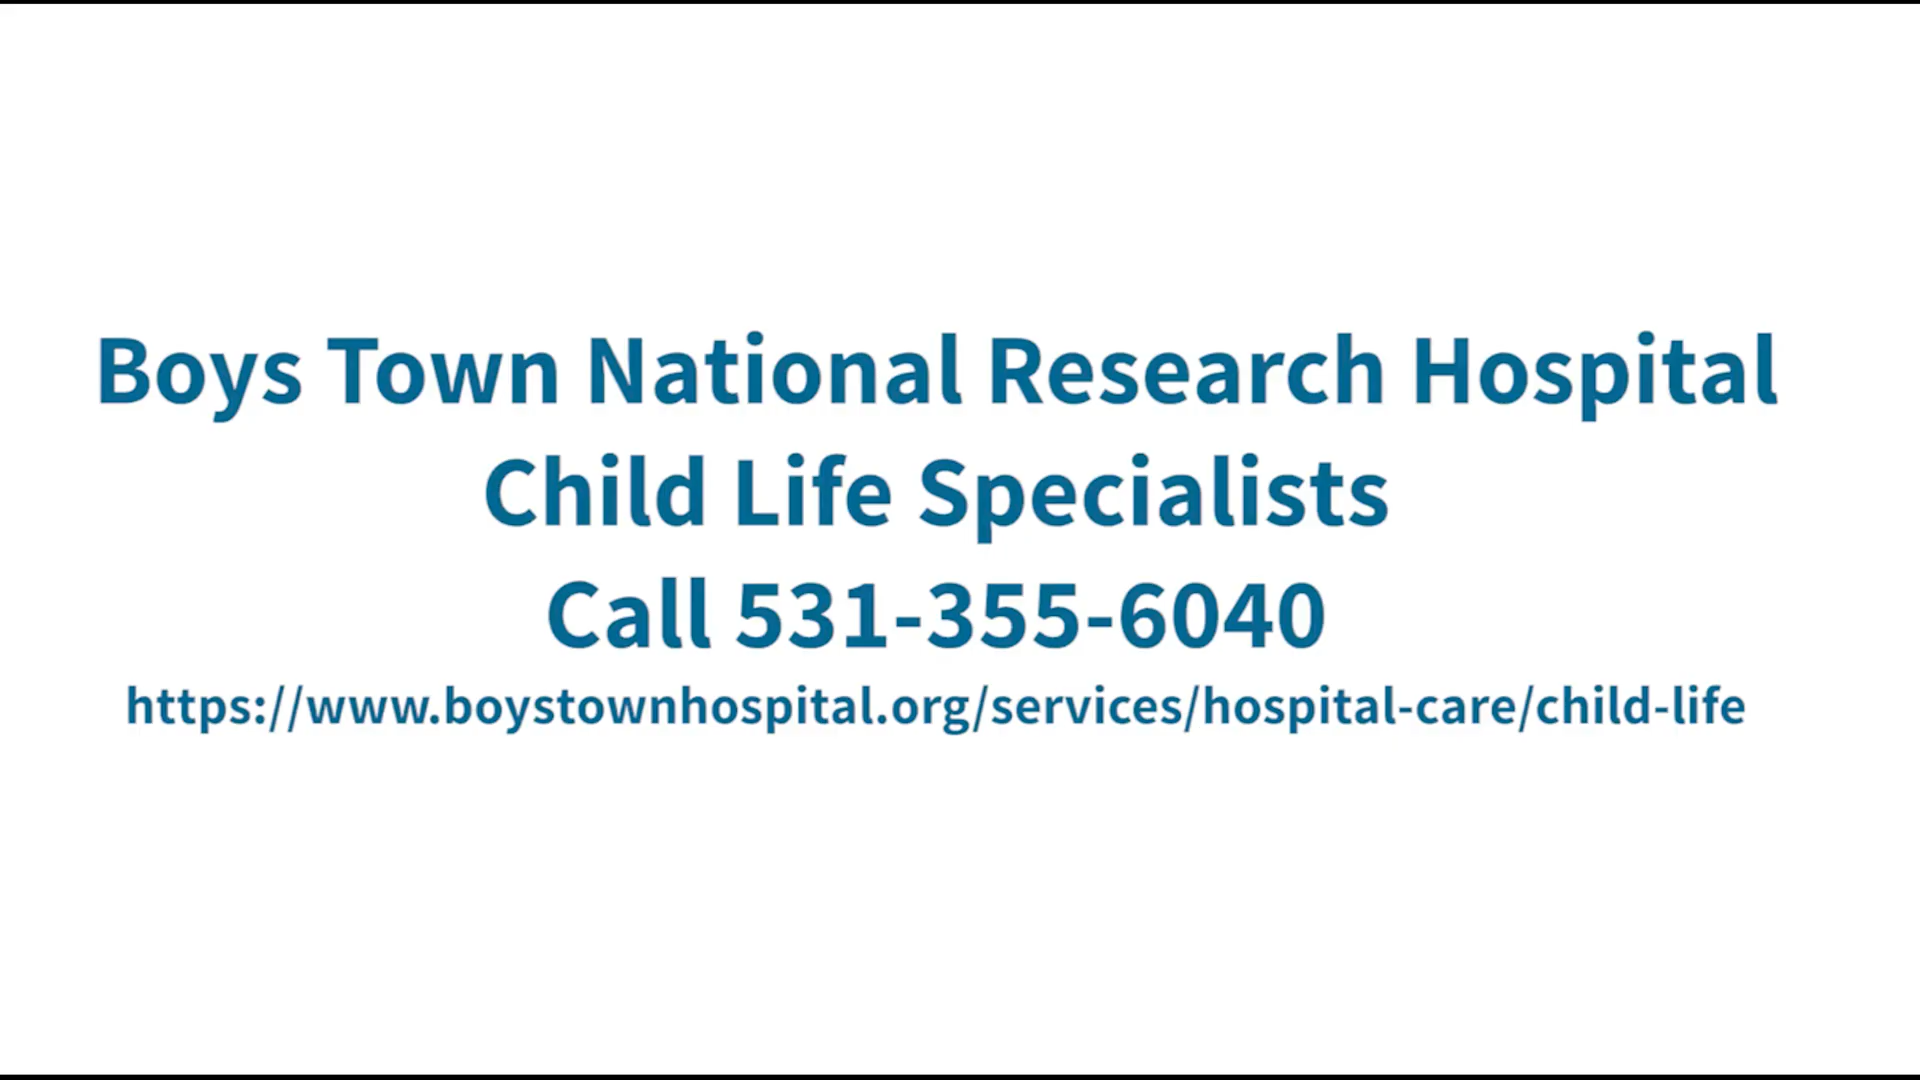 Boys Town National Research Hospital
Child Life Specialists
Call 531-355-6040
https://www.boystownhospital.org/services/hospital-care/child-life